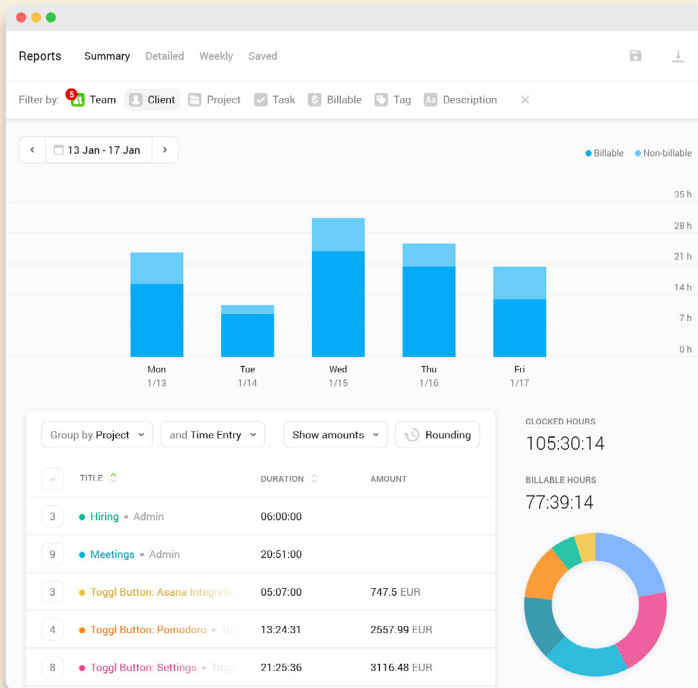 Reports Summary Detailed Weekly Saved
Filter by: 5 Team Client Project Task $ Billable Tag Aa Description ×
‹ 13 Jan - 17 Jan ›
Billable Non-billable
35 h
28 h
21 h
14 h
7 h
0 h
Mon Tue Wed Thu Fri
1/13 1/14 1/15 1/16 1/17
Group by Project and Time Entry Show amounts Rounding
CLOCKED HOURS
105:30:14
TITLE DURATION AMOUNT
BILLABLE HOURS
77:39:14
3 Hiring • Admin 06:00:00
9 Meetings • Admin 20:51:00
3 Toggl Button: Asana Integratio 05:07:00 747.5 EUR
4 Toggl Button: Pomodoro • To 13:24:31 2557.99 EUR
8 Toggl Button: Settings • Togg 21:25:36 3116.48 EUR